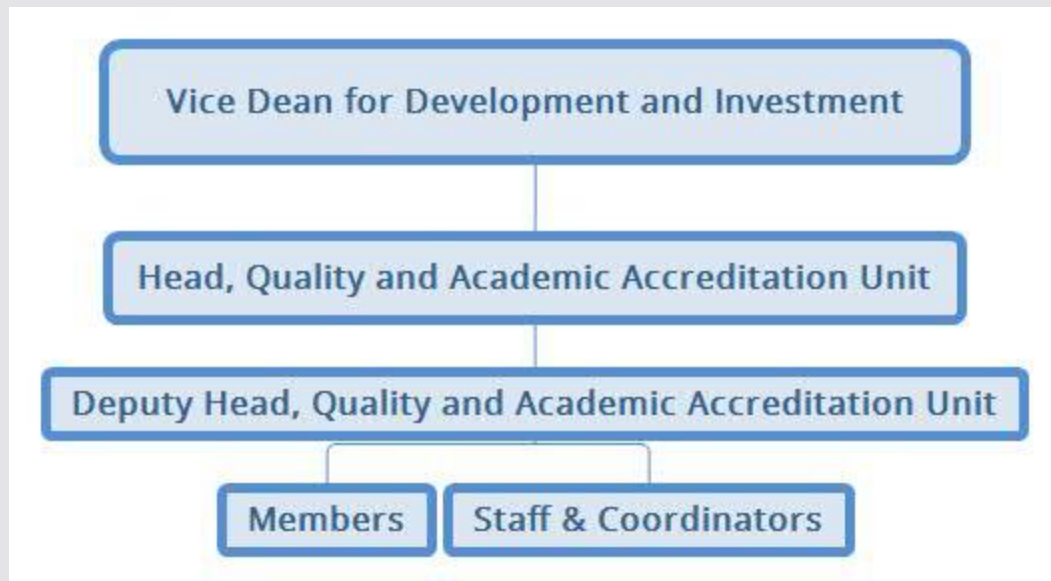 Vice Dean for Development and Investment
Head, Quality and Academic Accreditation Unit
Deputy Head, Quality and Academic Accreditation Unit
Members
Staff & Coordinators